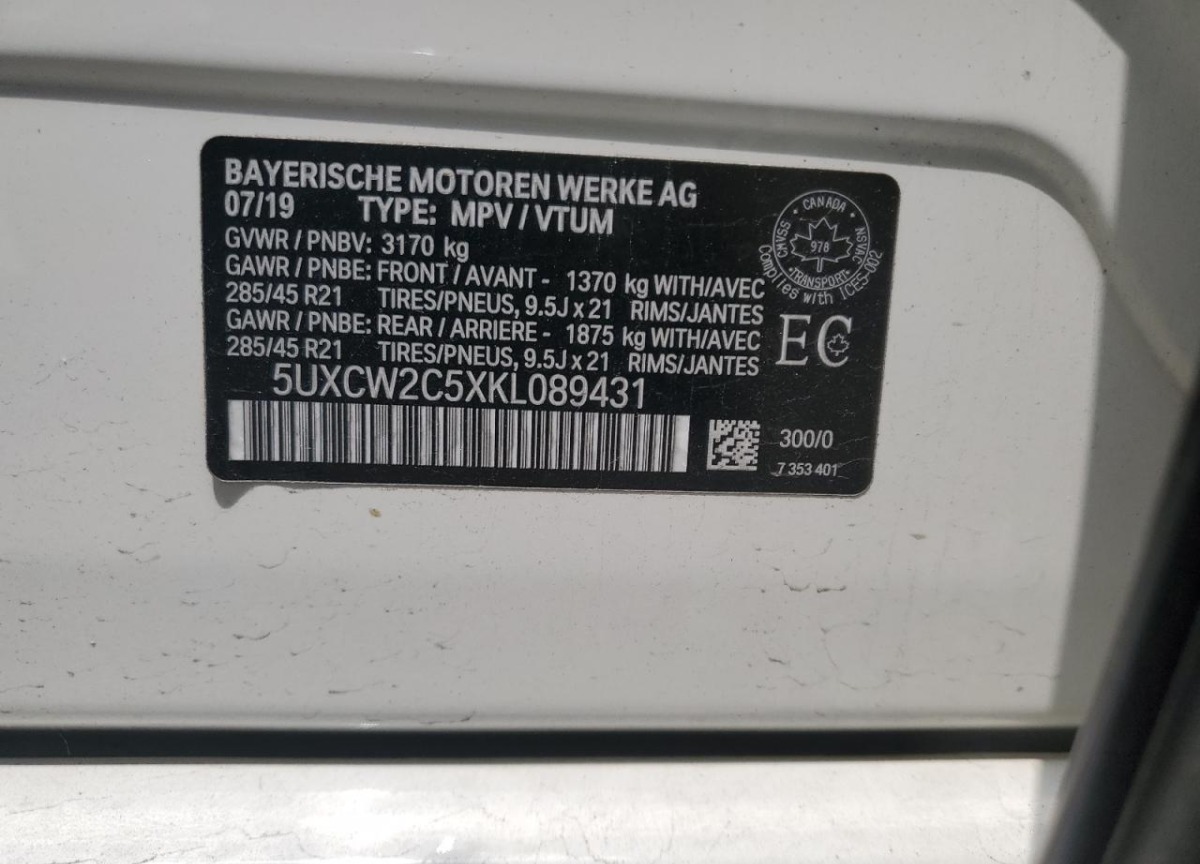 BAYERISCHE MOTOREN WERKE AG
07/19 TYPE: MPV / VTUM
GVWR / PNBV: 3170 kg
GAWR / PNBE: FRONT / AVANT - 1370 kg WITH/AVEC
285/45 R21 TIRES/PNEUS, 9.5J x 21 RIMS/JANTES
GAWR / PNBE: REAR / ARRIERE - 1875 kg WITH/AVEC
285/45 R21 TIRES/PNEUS, 9.5J x 21 RIMS/JANTES
5UXCW2C5XKL089431
CANADA
CMVSS
NSVAC
978
TRANSPORT
Complies with ICES-002
EC
300/0
7 353 401